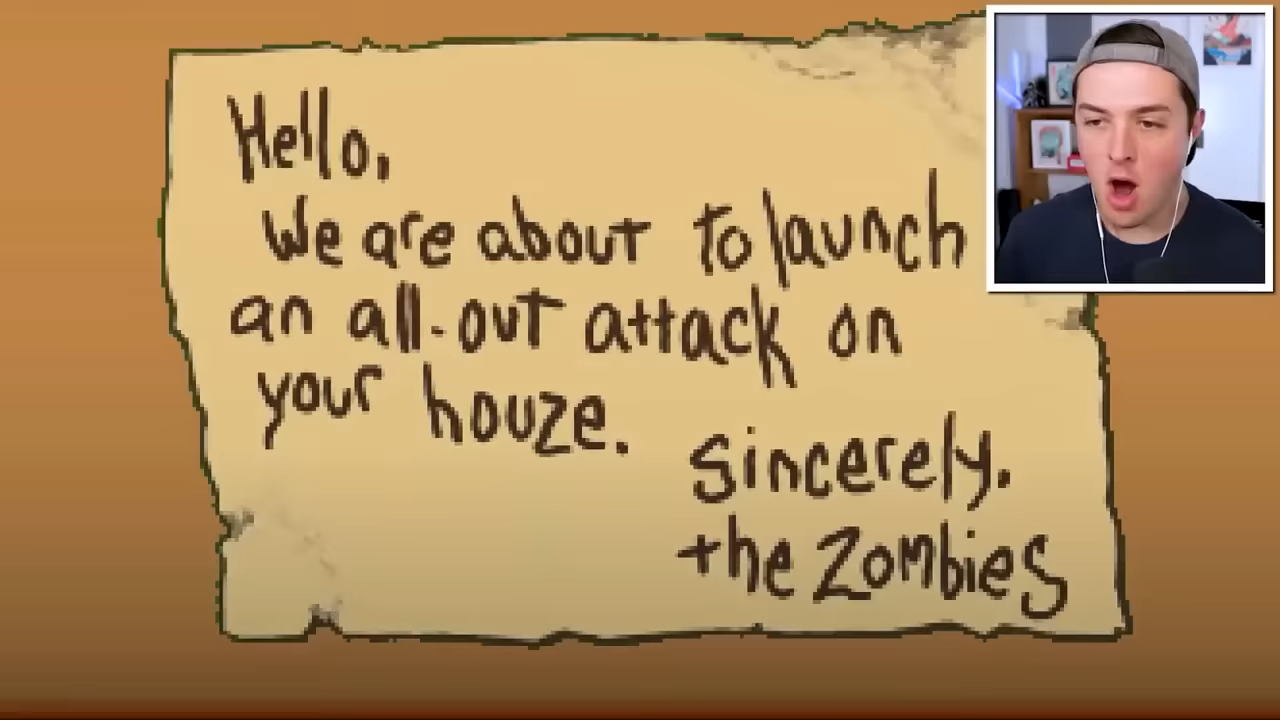 Hello,
We are about to launch
an all-out attack on
your houze.
Sincerely,
the Zombies